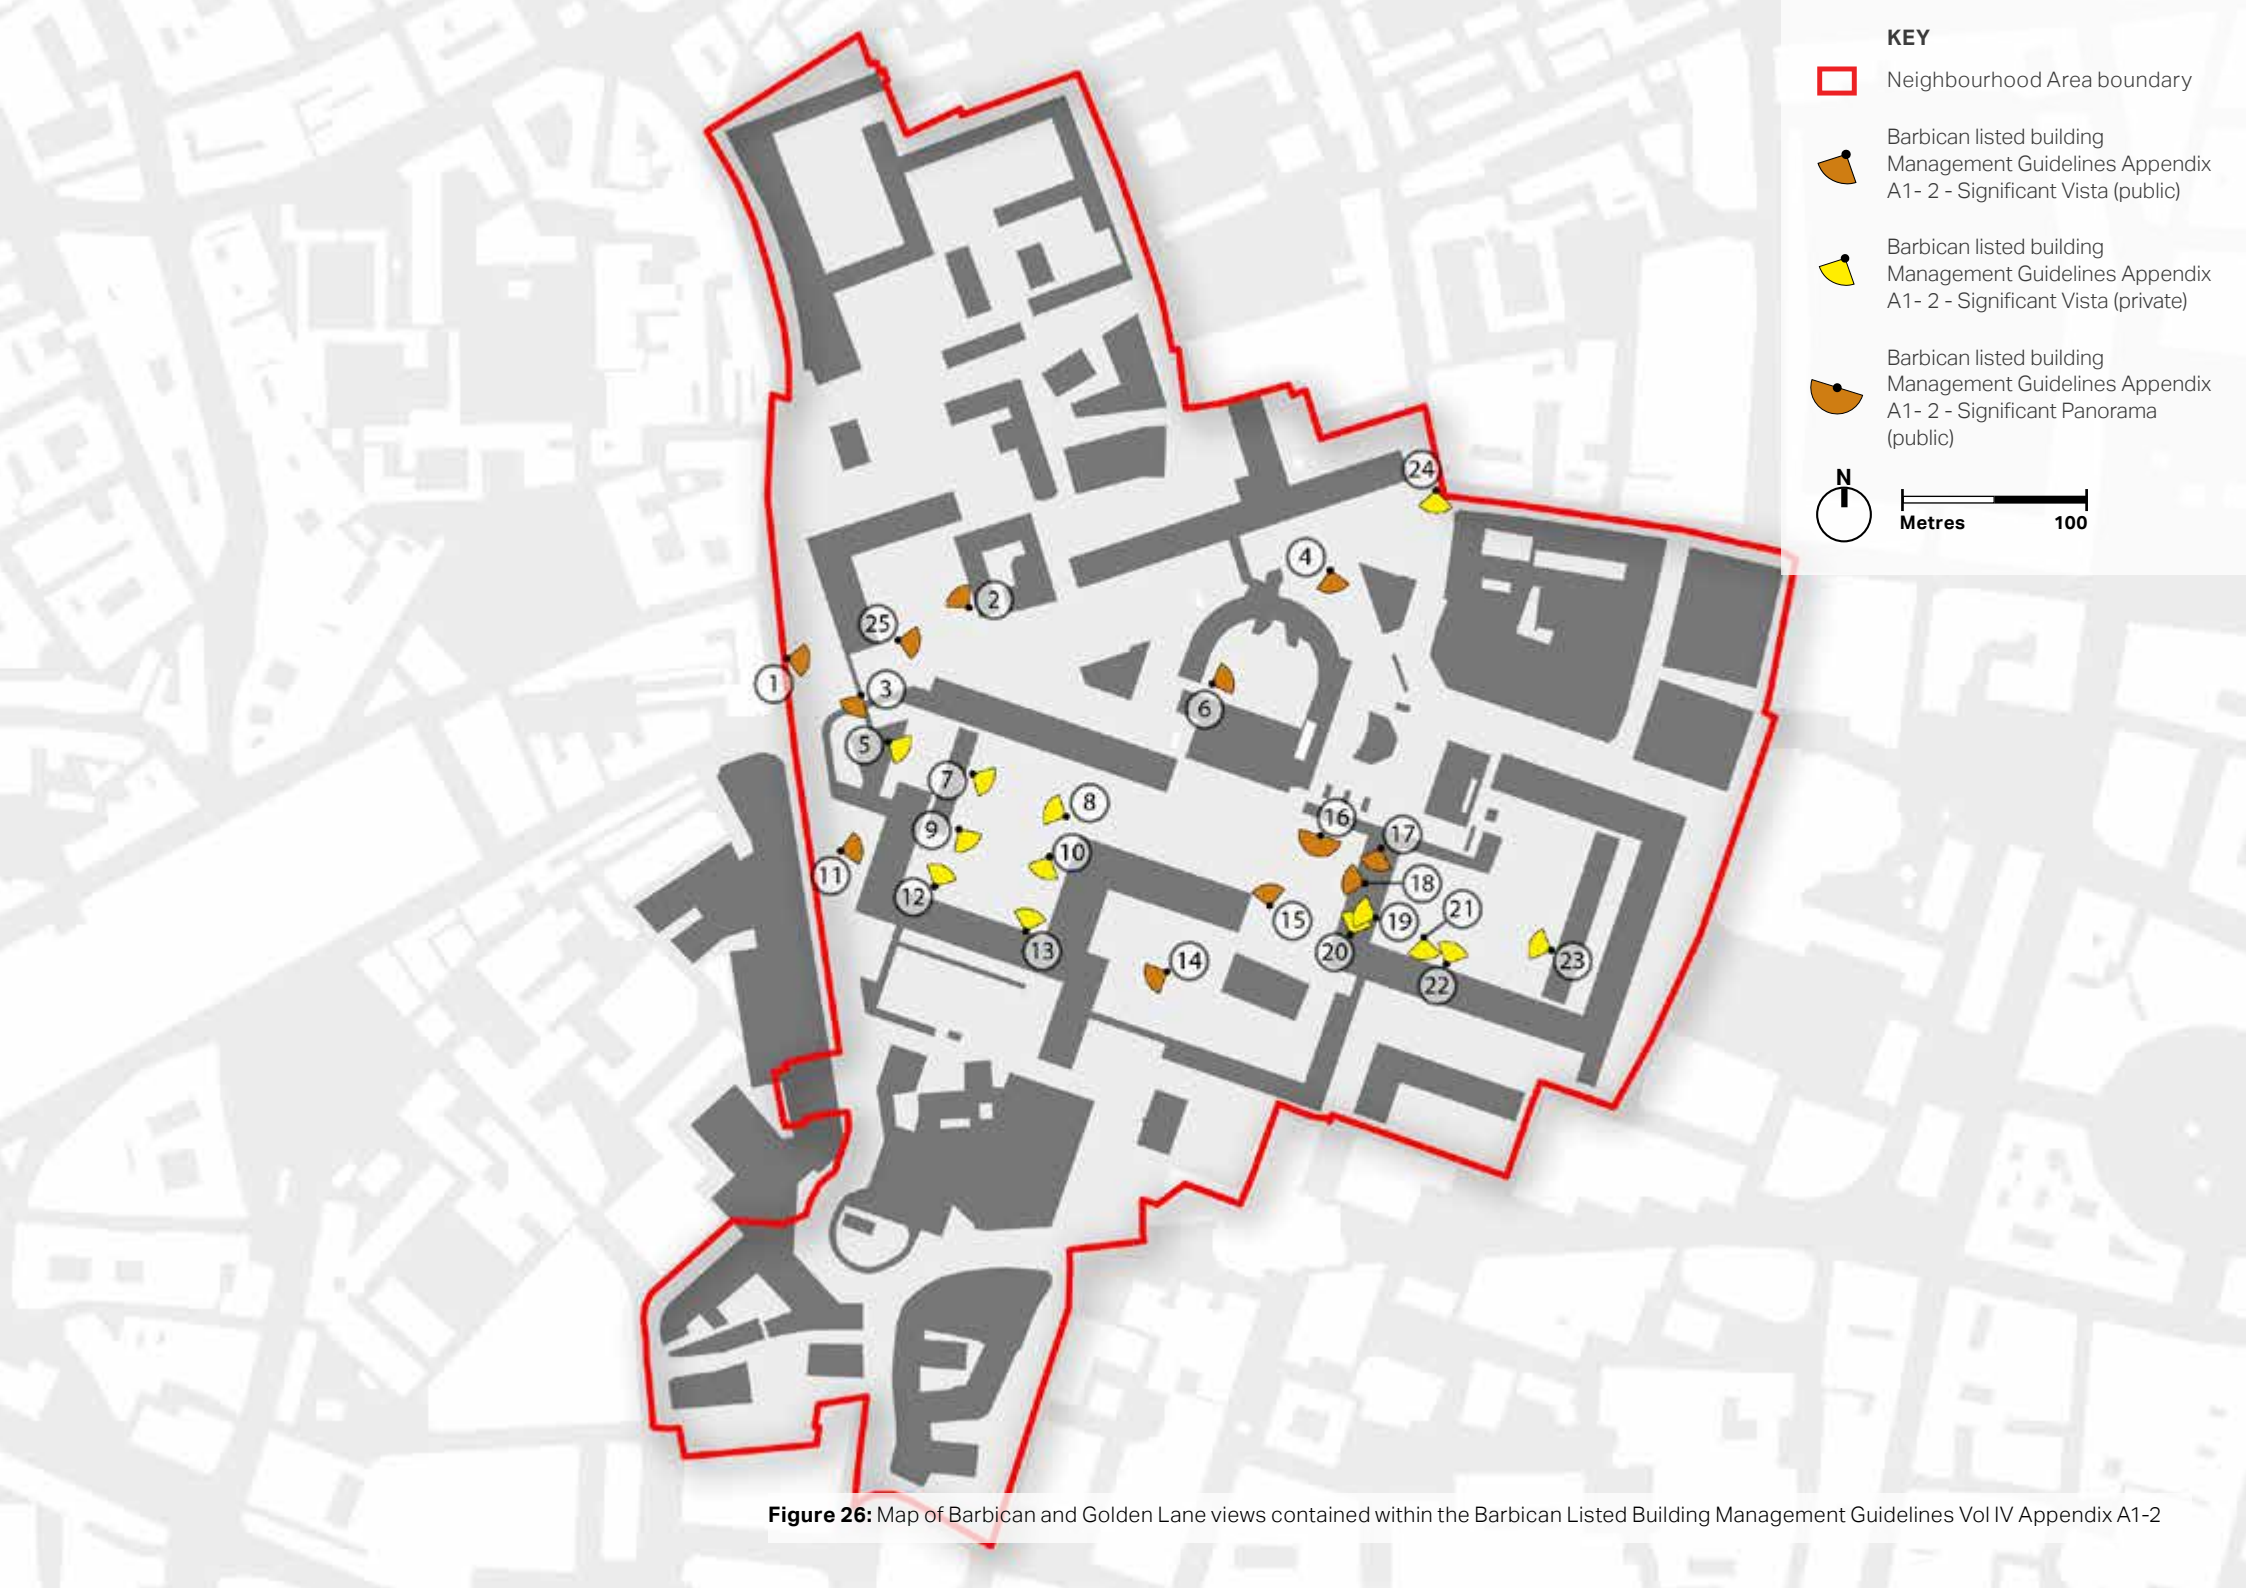 KEY
Neighbourhood Area boundary
Barbican listed building
Management Guidelines Appendix
A1- 2 - Significant Vista (public)
Barbican listed building
Management Guidelines Appendix
A1- 2 - Significant Vista (private)
Barbican listed building
Management Guidelines Appendix
A1- 2 - Significant Panorama
(public)
N
Metres 100
24
4
2
25
1
3
6
5
7
8
9
16
17
10
11
12
18
21
15
19
13
20
14
23
22
Figure 26: Map of Barbican and Golden Lane views contained within the Barbican Listed Building Management Guidelines Vol IV Appendix A1-2